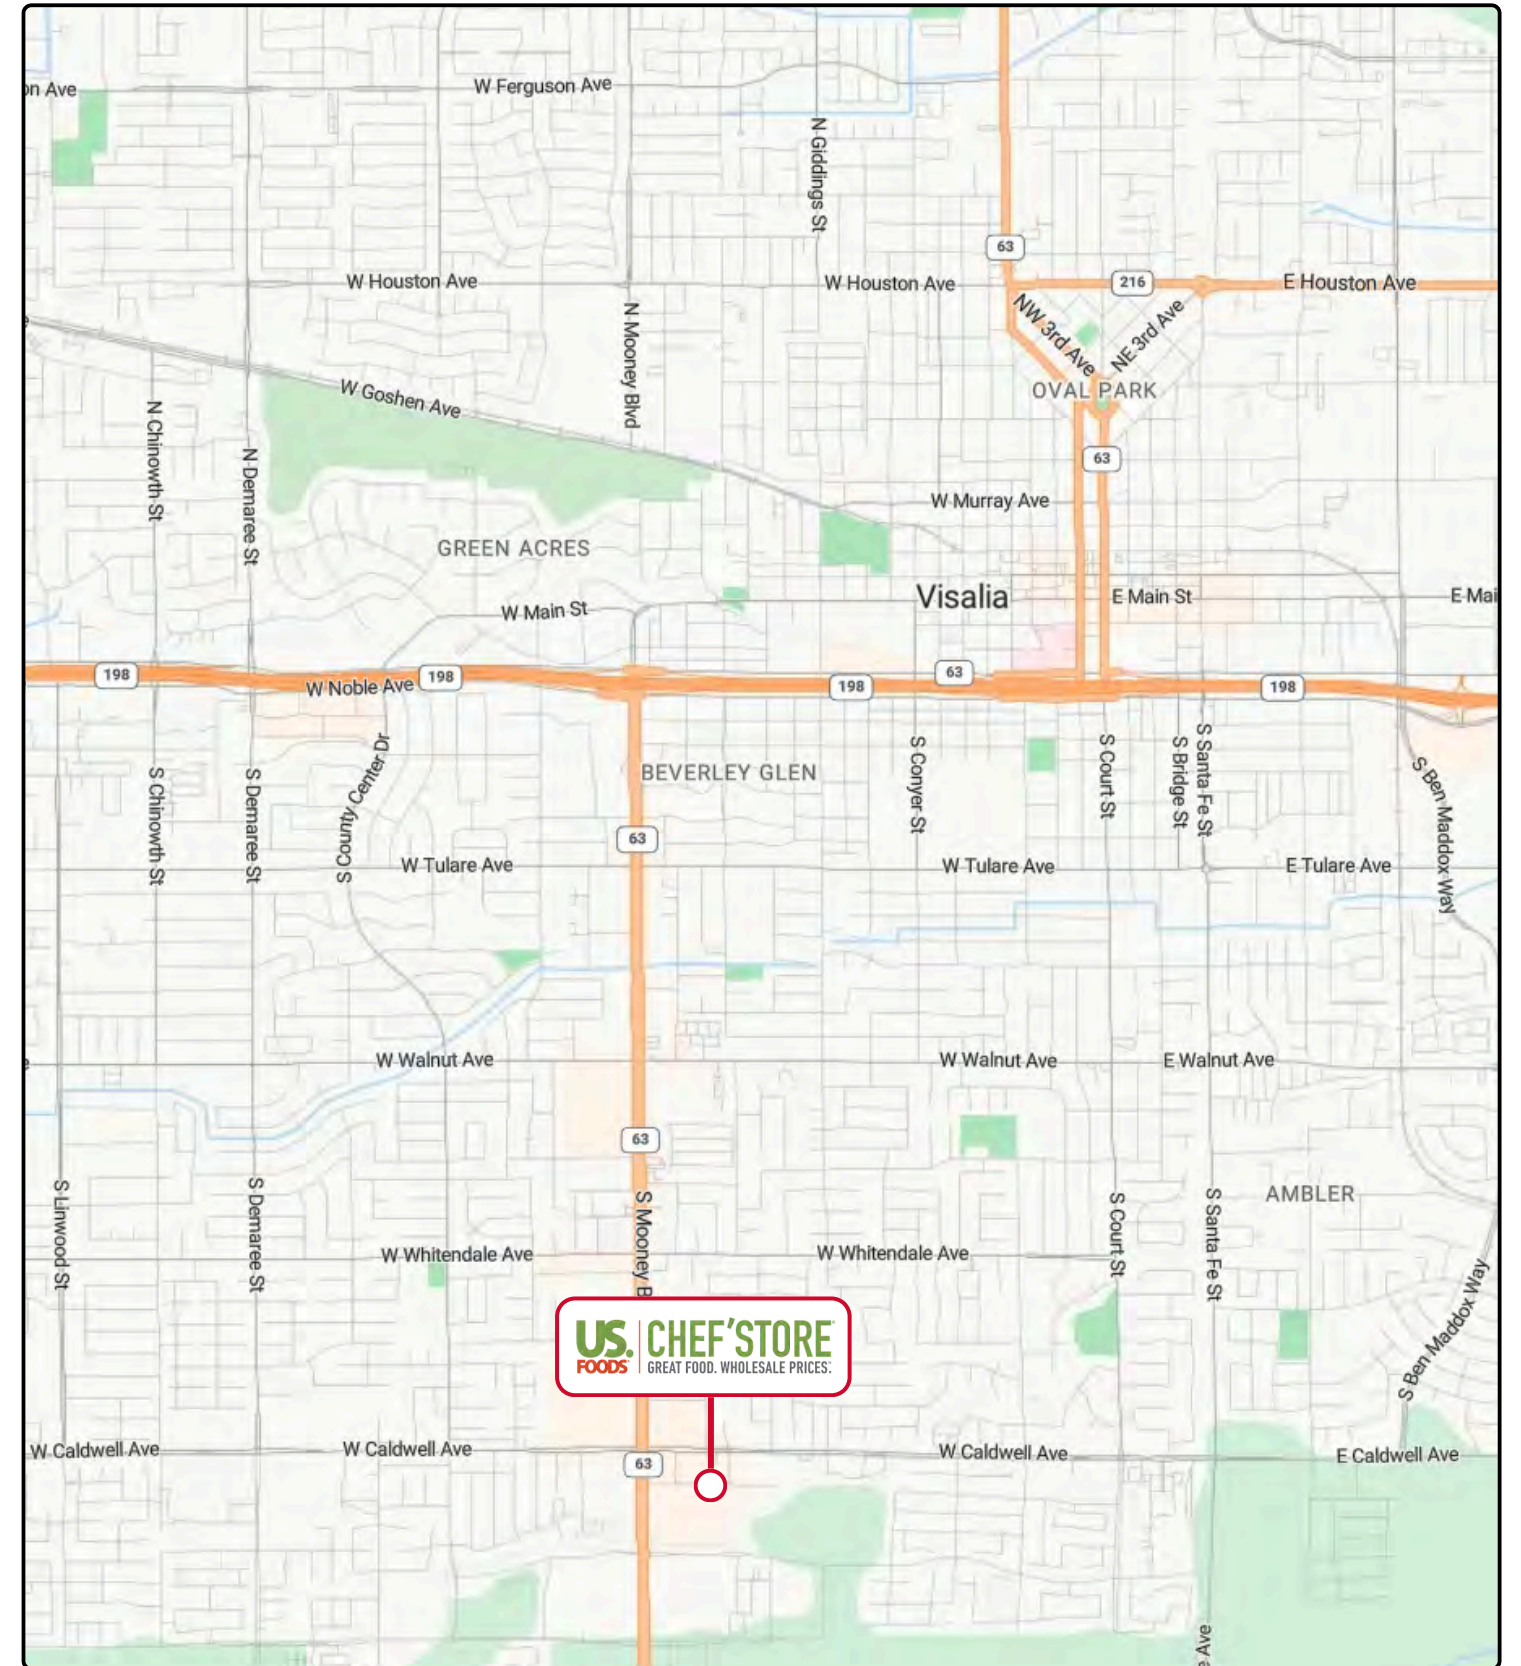 W Ferguson Ave
on Ave
N Giddings St
63
W Houston Ave
W Houston Ave
216
E Houston Ave
NW 3rd Ave
NE 3rd Ave
N Mooney Blvd
OVAL PARK
W Goshen Ave
N Chinowth St
N Demaree St
63
W Murray Ave
GREEN ACRES
Visalia
E Main St
E Mai
W Main St
198
W Noble Ave
198
63
198
198
S County Center Dr
BEVERLEY GLEN
S Conyer St
S Court St
S Bridge St
S Santa Fe St
S Ben Maddox Way
S Chinowth St
S Demaree St
63
W Tulare Ave
W Tulare Ave
E Tulare Ave
W Walnut Ave
W Walnut Ave
E Walnut Ave
63
S Linwood St
S Demaree St
S Mooney B
S Court St
S Santa Fe St
AMBLER
W Whitendale Ave
W Whitendale Ave
S Ben Maddox Way
US.
FOODS
CHEF'STORE
GREAT FOOD. WHOLESALE PRICES.
W Caldwell Ave
W Caldwell Ave
W Caldwell Ave
E Caldwell Ave
63